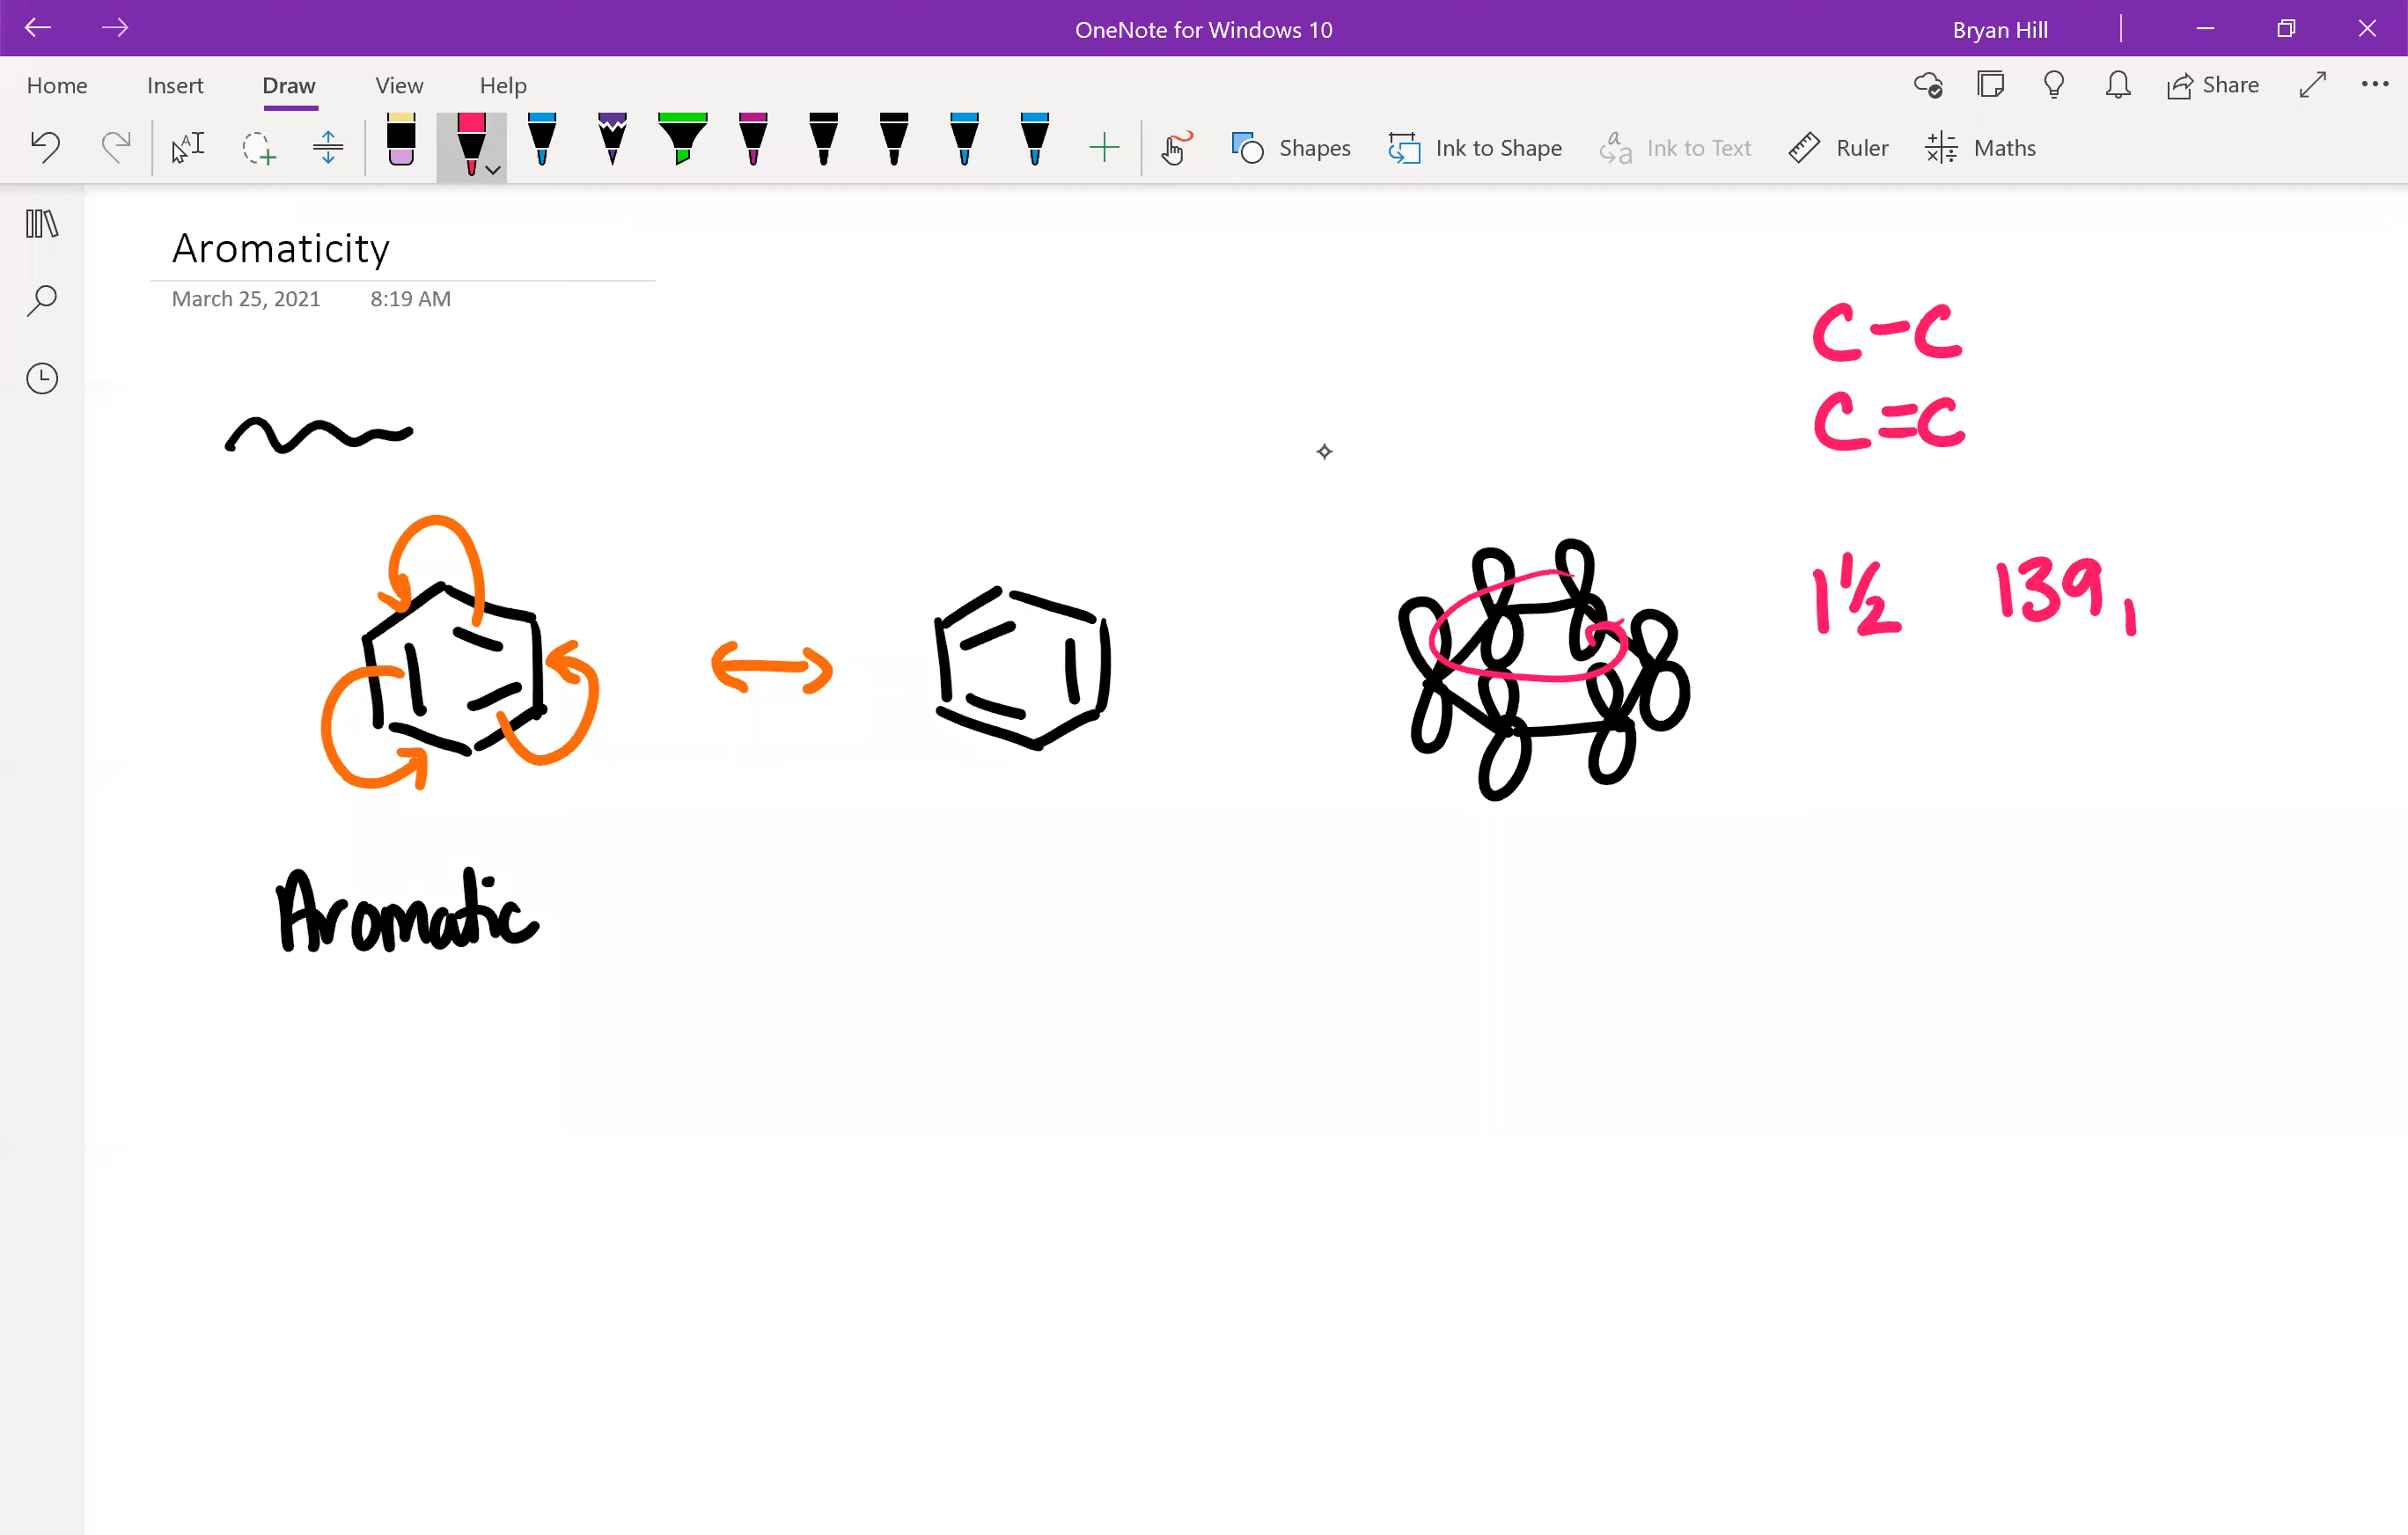 OneNote for Windows 10
Bryan Hill
Home Insert Draw View Help
Share
Shapes Ink to Shape Ink to Text Ruler Maths
Aromaticity
March 25, 2021 8:19 AM
C-C
C=C
1½ 139,
Aromatic